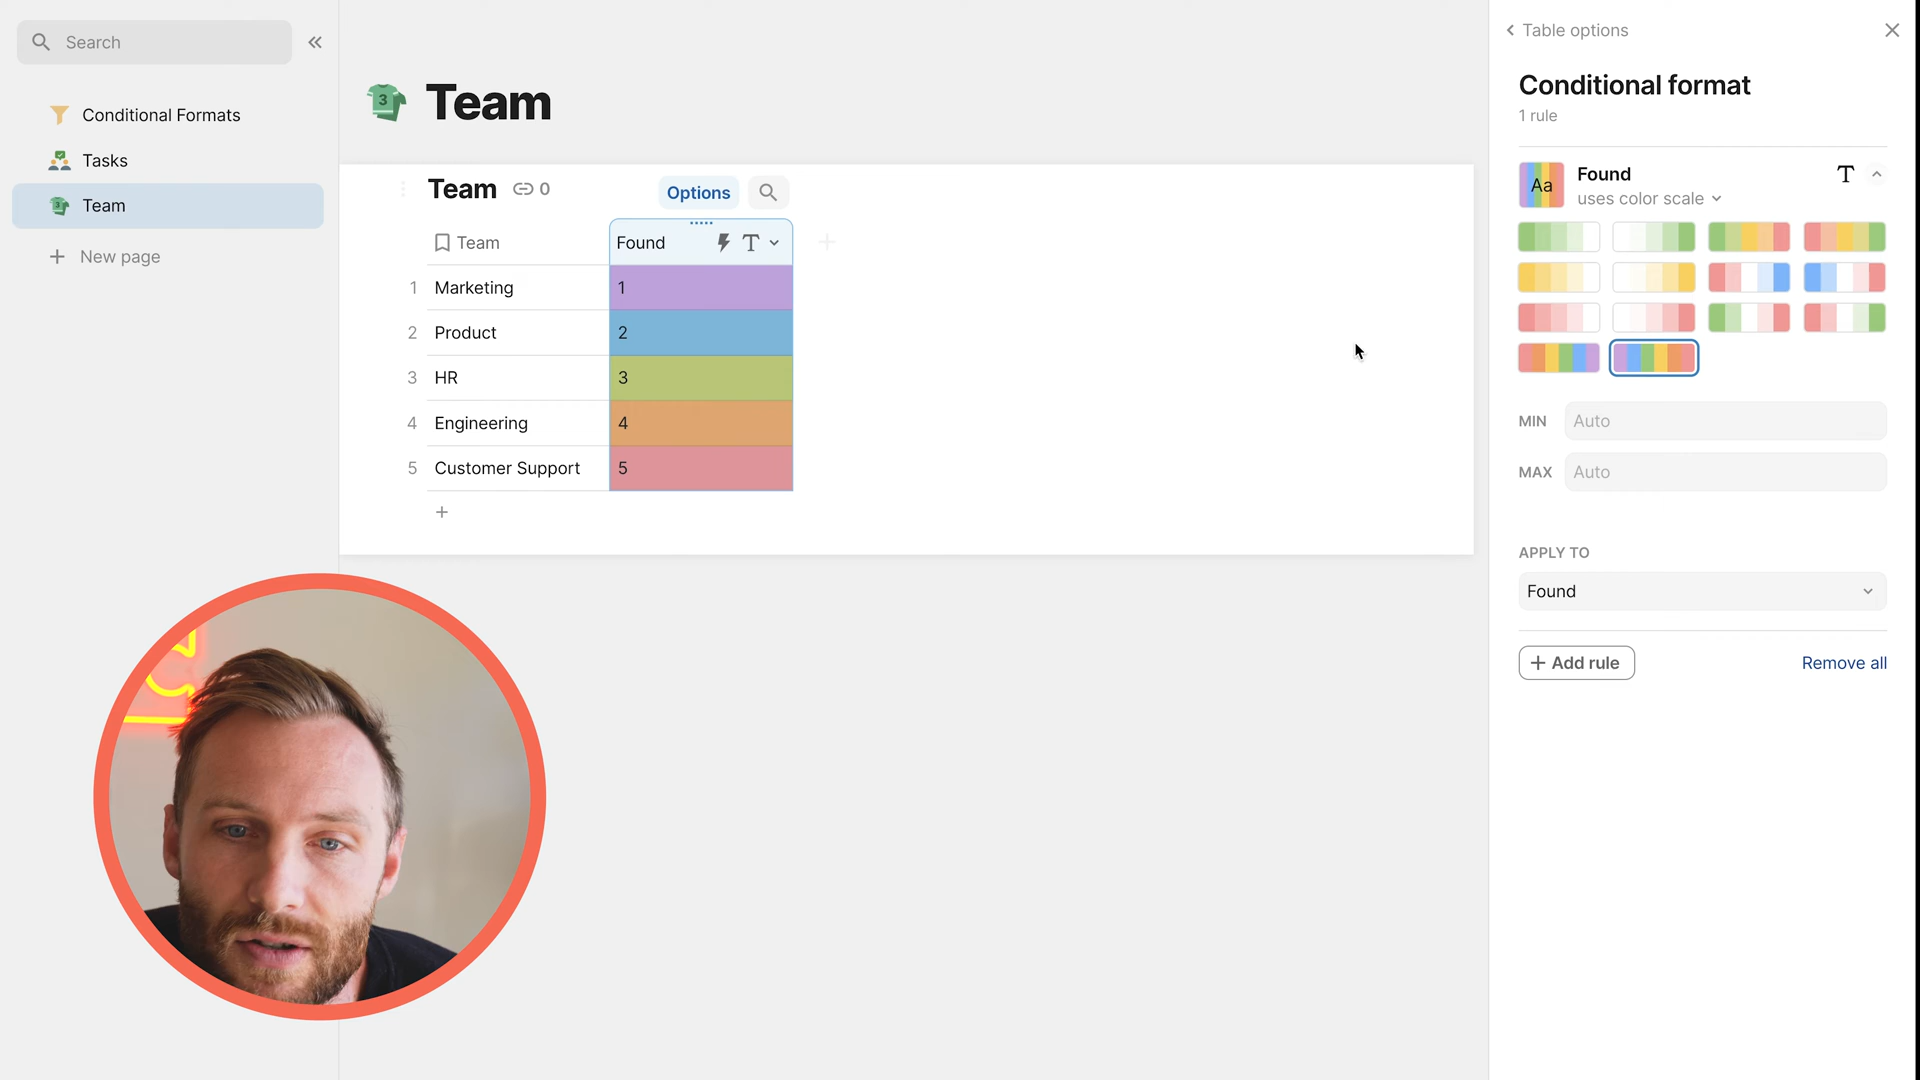 Search
Conditional Formats
Tasks
Team
New page
3
Team
Team 0
Options
Team
Found
1 Marketing 1
2 Product 2
3 HR 3
4 Engineering 4
5 Customer Support 5
Table options
Conditional format
1 rule
Aa
Found
uses color scale
MIN Auto
MAX Auto
APPLY TO
Found
Add rule
Remove all